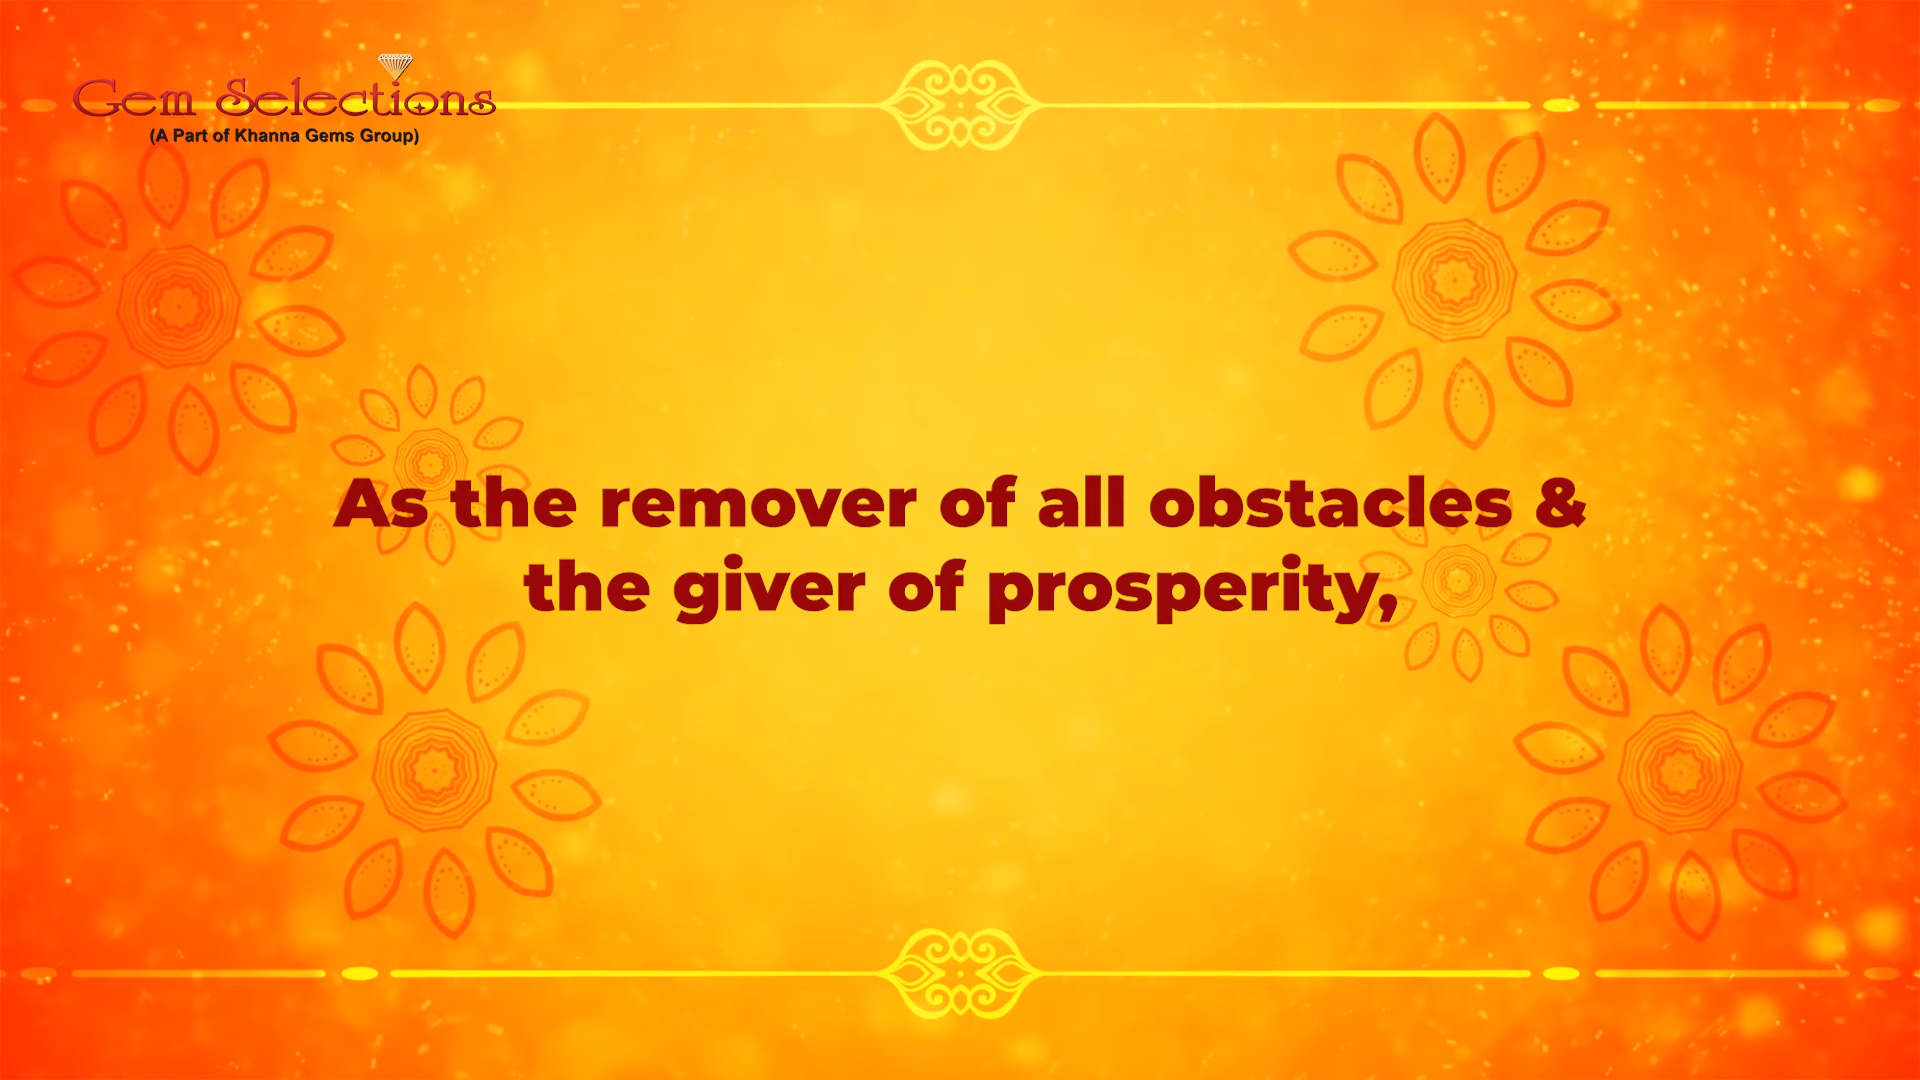 Gem Selections
(A Part of Khanna Gems Group)
As the remover of all obstacles &
the giver of prosperity,